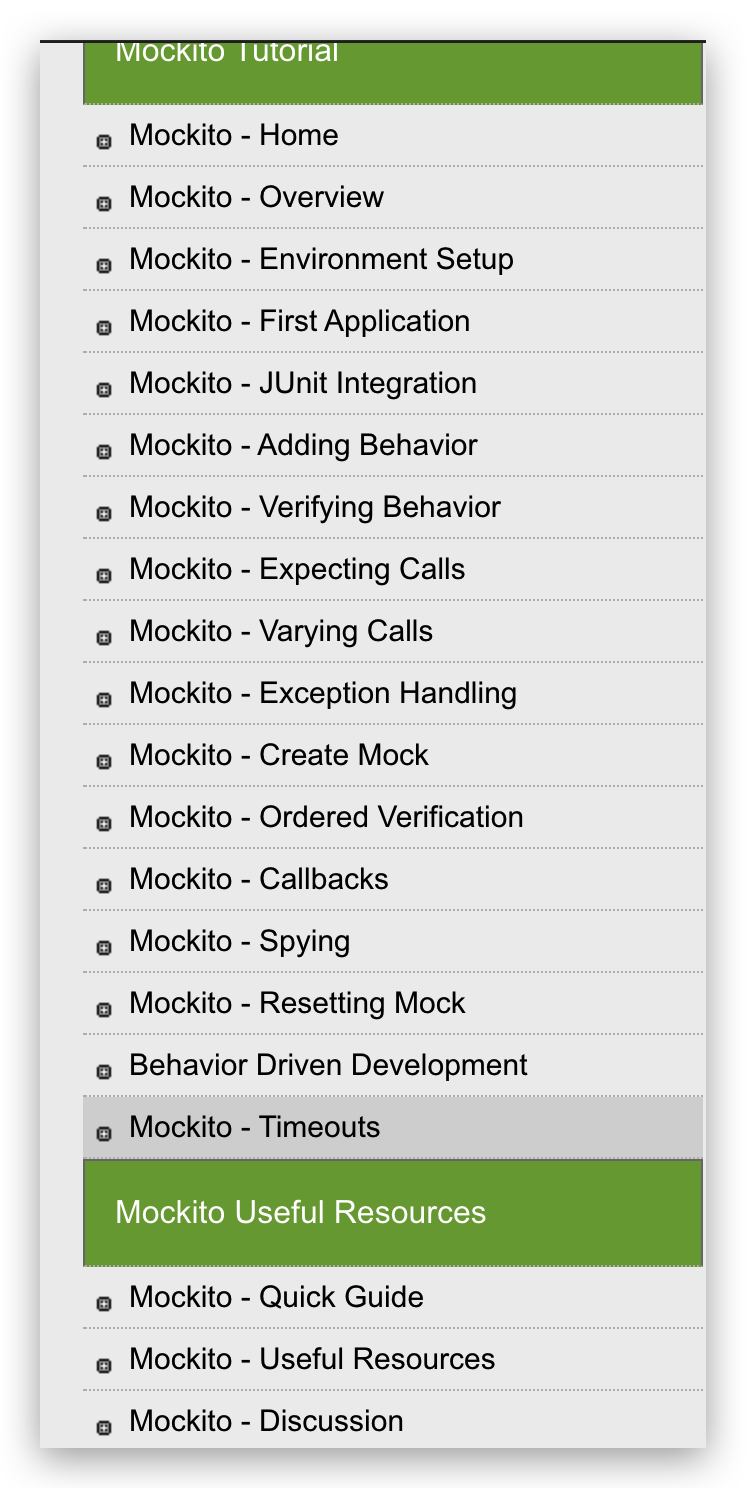 Mockito Tutorial
Mockito - Home
Mockito - Overview
Mockito - Environment Setup
Mockito - First Application
Mockito - JUnit Integration
Mockito - Adding Behavior
Mockito - Verifying Behavior
Mockito - Expecting Calls
Mockito - Varying Calls
Mockito - Exception Handling
Mockito - Create Mock
Mockito - Ordered Verification
Mockito - Callbacks
Mockito - Spying
Mockito - Resetting Mock
Behavior Driven Development
Mockito - Timeouts
Mockito Useful Resources
Mockito - Quick Guide
Mockito - Useful Resources
Mockito - Discussion